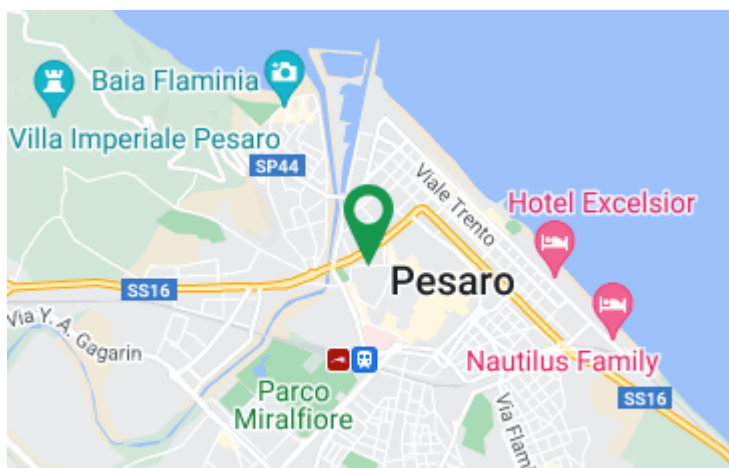 Baia Flaminia
Villa Imperiale Pesaro
SP44
Viale Trento
Hotel Excelsior
Pesaro
SS16
Via Y. A. Gagarin
Nautilus Family
Parco
Miralfiore
SS16
Via Flami